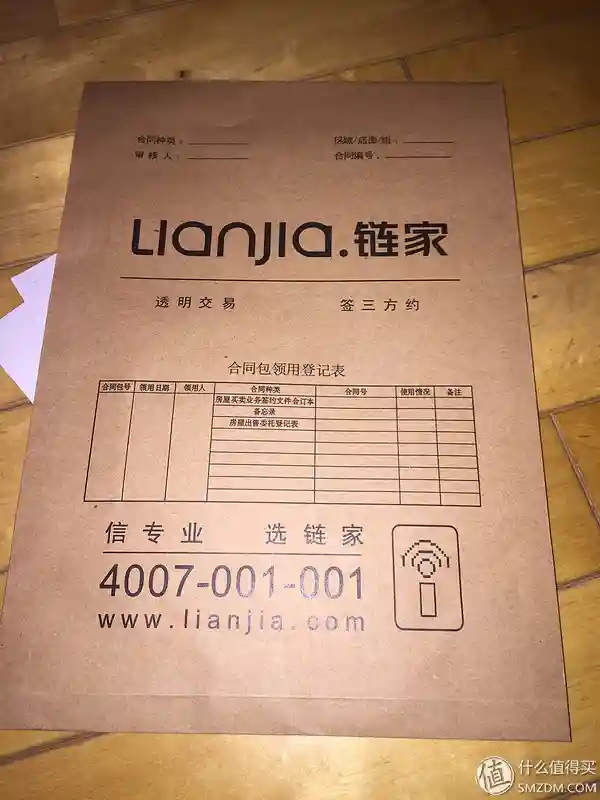 合同种类： 区域/店面/组：
审核人： 合同编号：
Lianjia.链家
透明交易 签三方约
合同包领用登记表
合同包号 领用日期 领用人 合同种类 合同号 使用情况 备注
房屋买卖业务签约文件合订本
备忘录
房屋出售委托登记表
信专业 选链家
4007-001-001
www.lianjia.com
值 什么值得买
SMZDM.COM